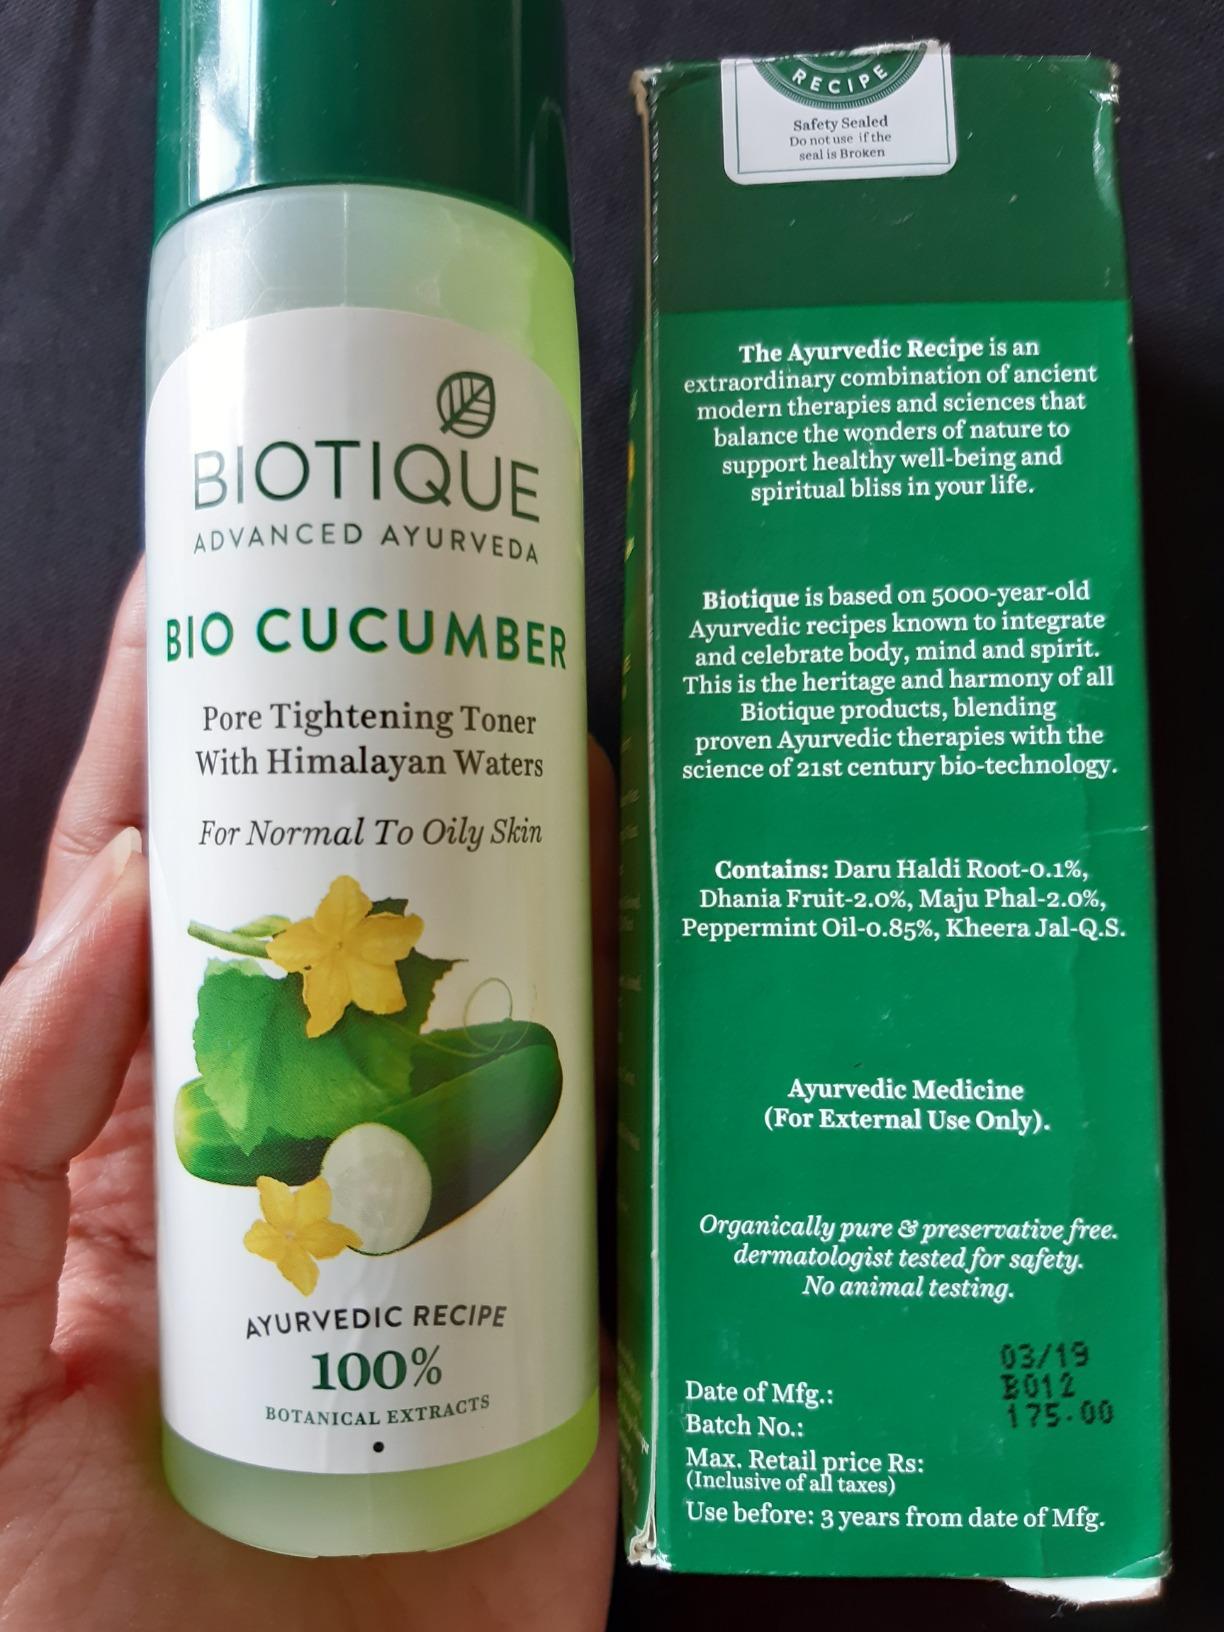 BIOTIQUE
ADVANCED AYURVEDA
BIO CUCUMBER
Pore Tightening Toner
With Himalayan Waters
For Normal To Oily Skin
AYURVEDIC RECIPE
100%
BOTANICAL EXTRACTS
RECIPE
Safety Sealed
Do not use if the
seal is Broken
The Ayurvedic Recipe is an
extraordinary combination of ancient
modern therapies and sciences that
balance the wonders of nature to
support healthy well-being and
spiritual bliss in your life.
Biotique is based on 5000-year-old
Ayurvedic recipes known to integrate
and celebrate body, mind and spirit.
This is the heritage and harmony of all
Biotique products, blending
proven Ayurvedic therapies with the
science of 21st century bio-technology.
Contains: Daru Haldi Root-0.1%,
Dhania Fruit-2.0%, Maju Phal-2.0%,
Peppermint Oil-0.85%, Kheera Jal-Q.S.
Ayurvedic Medicine
(For External Use Only).
Organically pure & preservative free.
dermatologist tested for safety.
No animal testing.
Date of Mfg.: 03/19
Batch No.: B012
Max. Retail price Rs: 175.00
(Inclusive of all taxes)
Use before: 3 years from date of Mfg.